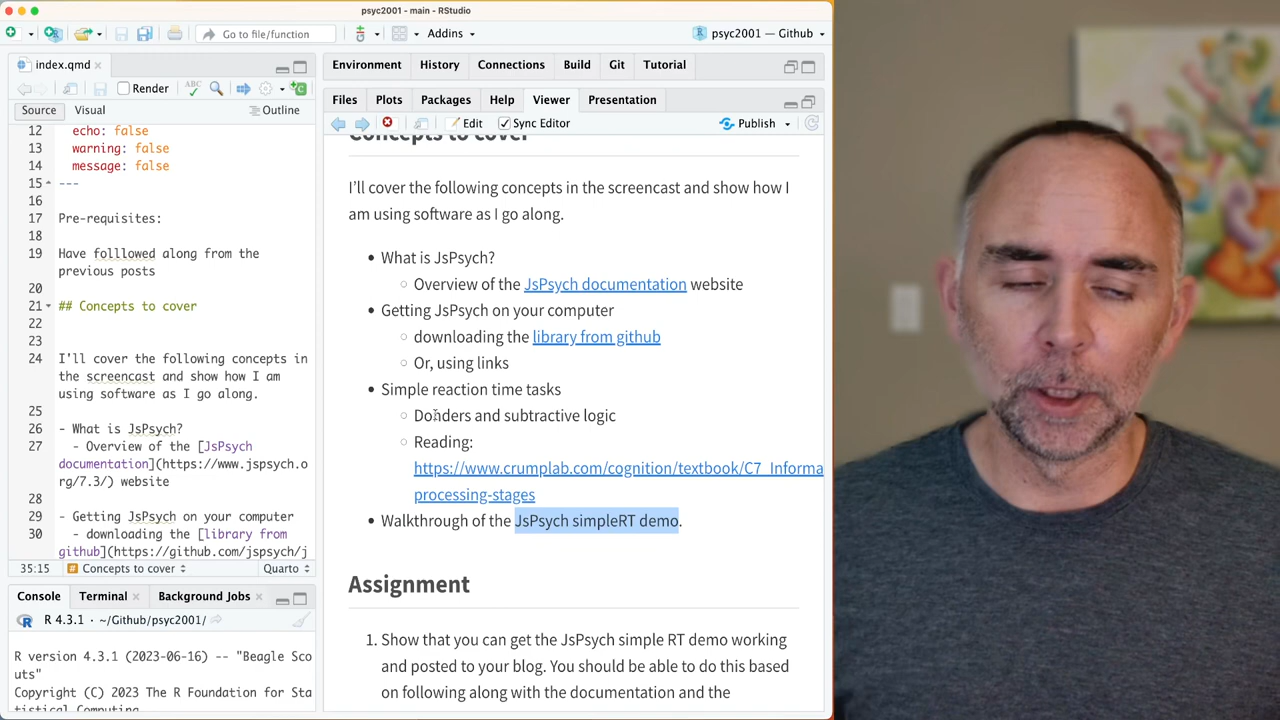 psyc2001 - main - RStudio
Go to file/function
Addins
psyc2001 — Github
index.qmd
Render
ABC
Source
Visual
Outline
12 echo: false
13 warning: false
14 message: false
15 ---
16
17 Pre-requisites:
18
19 Have folllowed along from the
previous posts
20
21 ## Concepts to cover
22
23
24 I'll cover the following concepts in
the screencast and show how I am
using software as I go along.
25
26 - What is JsPsych?
27 - Overview of the [JsPsych
documentation](https://www.jspsych.o
rg/7.3/) website
28
29 - Getting JsPsych on your computer
30 - downloading the [library from
github](https://github.com/jspsych/j
35:15
# Concepts to cover
Quarto
Console
Terminal
Background Jobs
R 4.3.1 · ~/Github/psyc2001/
R version 4.3.1 (2023-06-16) -- "Beagle Sco
uts"
Copyright (C) 2023 The R Foundation for Sta
tistical Computing
Environment
History
Connections
Build
Git
Tutorial
Files
Plots
Packages
Help
Viewer
Presentation
Edit
Sync Editor
Publish
Concepts to cover
I'll cover the following concepts in the screencast and show how I
am using software as I go along.
• What is JsPsych?
○ Overview of the JsPsych documentation website
• Getting JsPsych on your computer
○ downloading the library from github
○ Or, using links
• Simple reaction time tasks
○ Donders and subtractive logic
○ Reading:
https://www.crumplab.com/cognition/textbook/C7_Informa
processing-stages
• Walkthrough of the JsPsych simpleRT demo.
Assignment
1. Show that you can get the JsPsych simple RT demo working
and posted to your blog. You should be able to do this based
on following along with the documentation and the